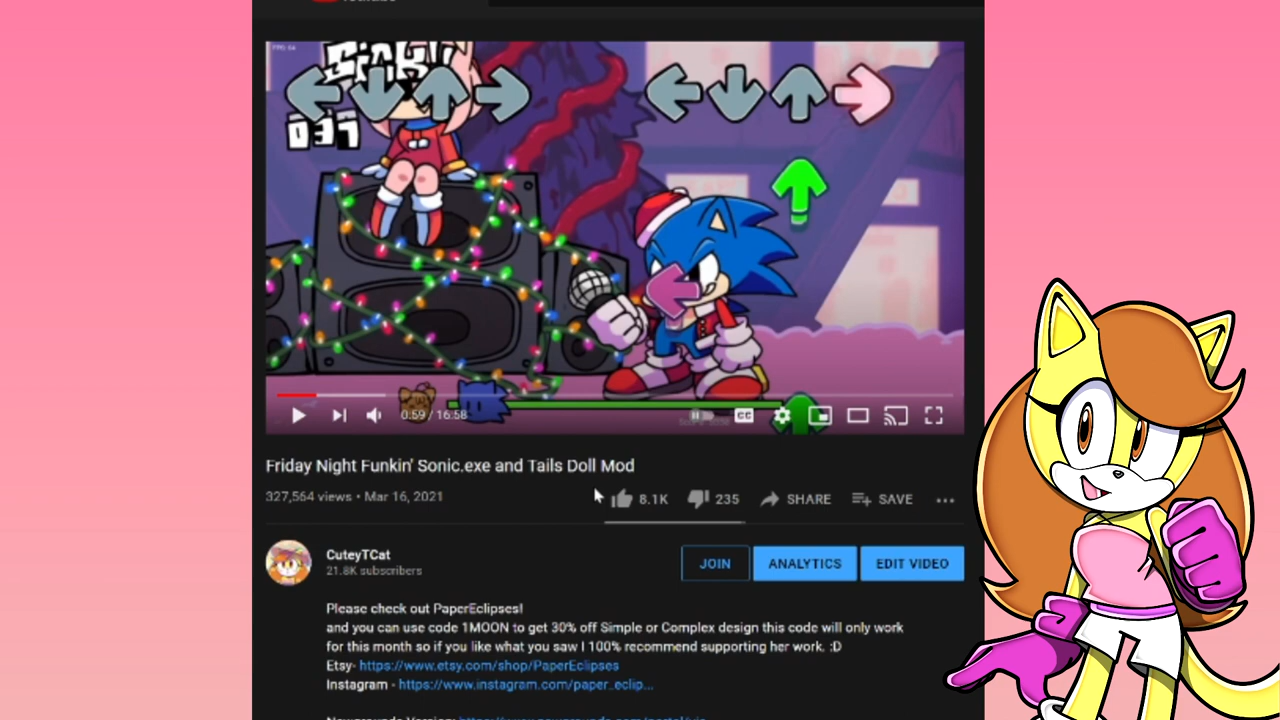 FPS: 64
037
0:59 / 16:58
CC
Friday Night Funkin' Sonic.exe and Tails Doll Mod
327,564 views • Mar 16, 2021
8.1K
235
SHARE
SAVE
CuteyTCat
21.8K subscribers
JOIN
ANALYTICS
EDIT VIDEO
Please check out PaperEclipses!
and you can use code 1MOON to get 30% off Simple or Complex design this code will only work
for this month so if you like what you saw I 100% recommend supporting her work. :D
Etsy- https://www.etsy.com/shop/PaperEclipses
Instagram - https://www.instagram.com/paper_eclip...